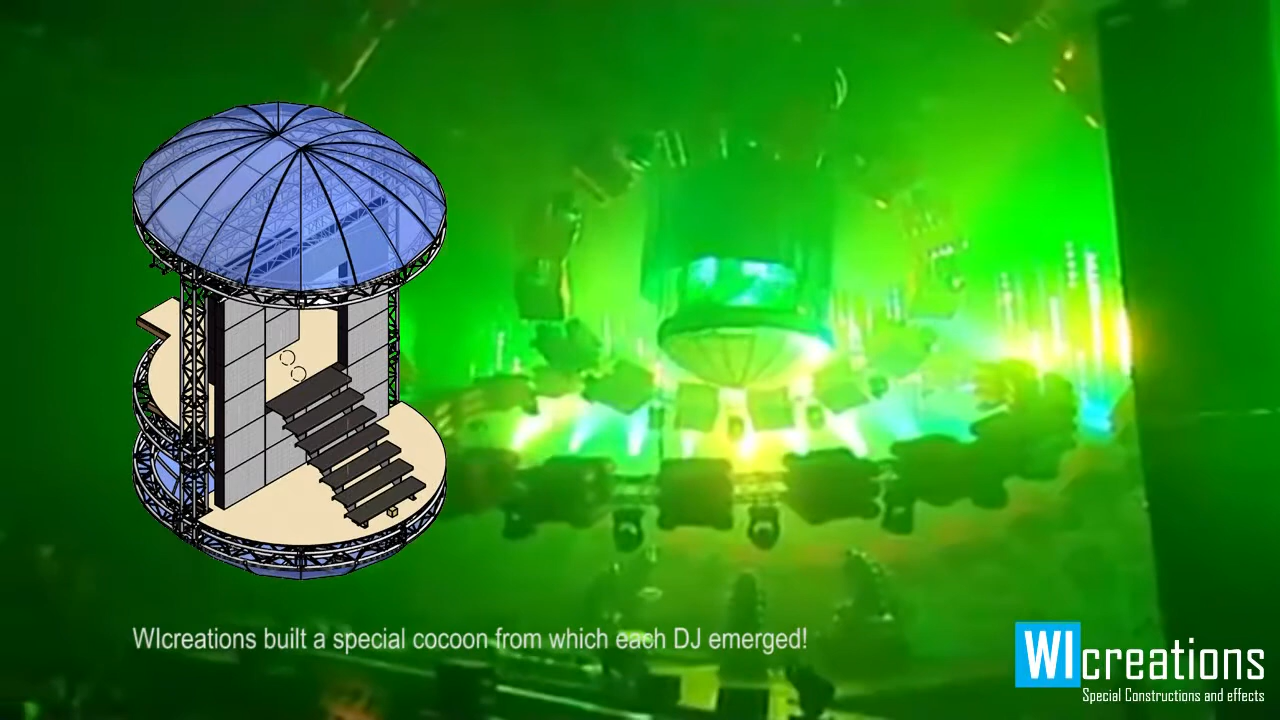 WIcreations built a special cocoon from which each DJ emerged!
WIcreations
Special Constructions and effects